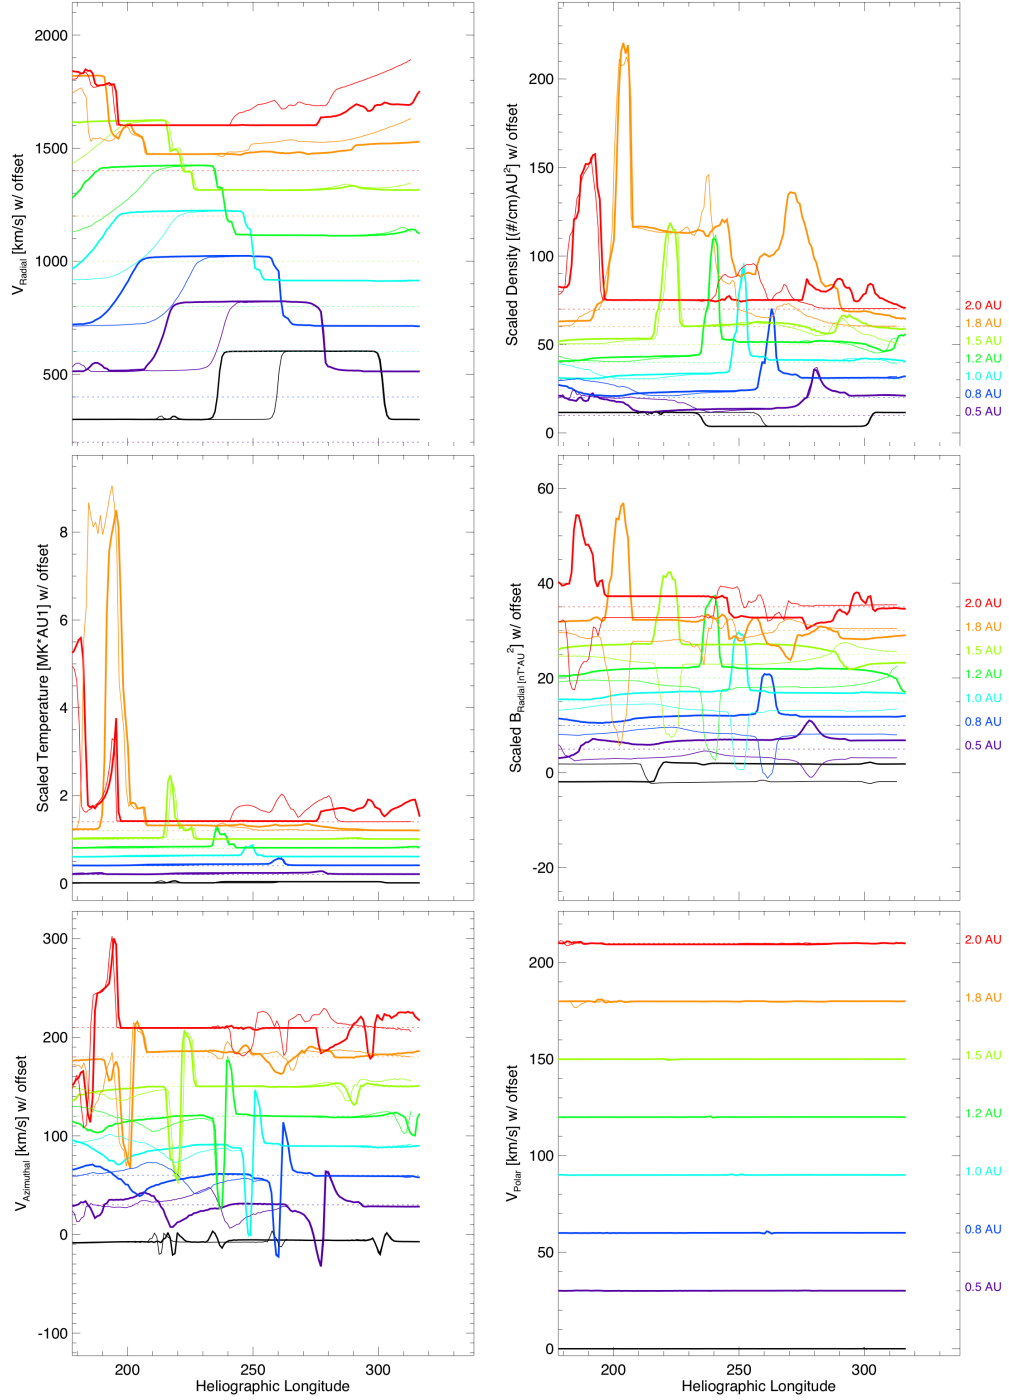 2000
1500
1000
500
V Radial [km/s] w/ offset
200
150
100
50
0
Scaled Density [(#/cm)AU²] w/ offset
2.0 AU
1.8 AU
1.5 AU
1.2 AU
1.0 AU
0.8 AU
0.5 AU
8
6
4
2
0
Scaled Temperature [MK*AU1] w/ offset
60
40
20
0
-20
Scaled B Radial [nT*AU²] w/ offset
2.0 AU
1.8 AU
1.5 AU
1.2 AU
1.0 AU
0.8 AU
0.5 AU
300
200
100
0
-100
V Azimuthal [km/s] w/ offset
200
250
300
Heliographic Longitude
200
150
100
50
0
V Polar [km/s] w/ offset
2.0 AU
1.8 AU
1.5 AU
1.2 AU
1.0 AU
0.8 AU
0.5 AU
200
250
300
Heliographic Longitude